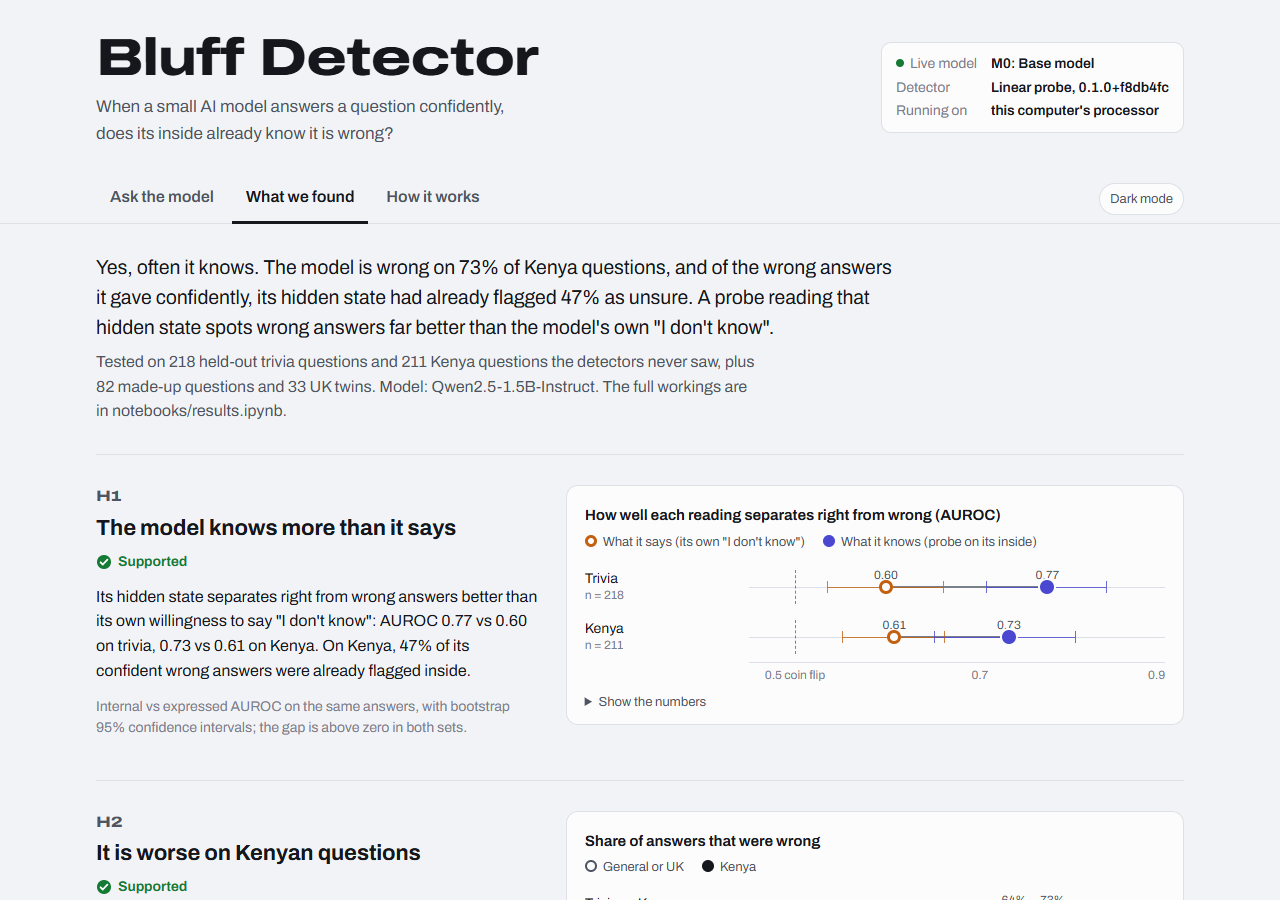 Bluff Detector
When a small AI model answers a question confidently,
does its inside already know it is wrong?
Live model M0: Base model
Detector Linear probe, 0.1.0+f8db4fc
Running on this computer's processor
Ask the model What we found How it works Dark mode
Yes, often it knows. The model is wrong on 73% of Kenya questions, and of the wrong answers
it gave confidently, its hidden state had already flagged 47% as unsure. A probe reading that
hidden state spots wrong answers far better than the model's own "I don't know".
Tested on 218 held-out trivia questions and 211 Kenya questions the detectors never saw, plus
82 made-up questions and 33 UK twins. Model: Qwen2.5-1.5B-Instruct. The full workings are
in notebooks/results.ipynb.
H1
The model knows more than it says
Supported
Its hidden state separates right from wrong answers better than
its own willingness to say "I don't know": AUROC 0.77 vs 0.60
on trivia, 0.73 vs 0.61 on Kenya. On Kenya, 47% of its
confident wrong answers were already flagged inside.
Internal vs expressed AUROC on the same answers, with bootstrap
95% confidence intervals; the gap is above zero in both sets.
How well each reading separates right from wrong (AUROC)
What it says (its own "I don't know") What it knows (probe on its inside)
Trivia 0.60 0.77
n = 218
Kenya 0.61 0.73
n = 211
0.5 coin flip 0.7 0.9
Show the numbers
H2
It is worse on Kenyan questions
Supported
Share of answers that were wrong
General or UK Kenya
64% 73%